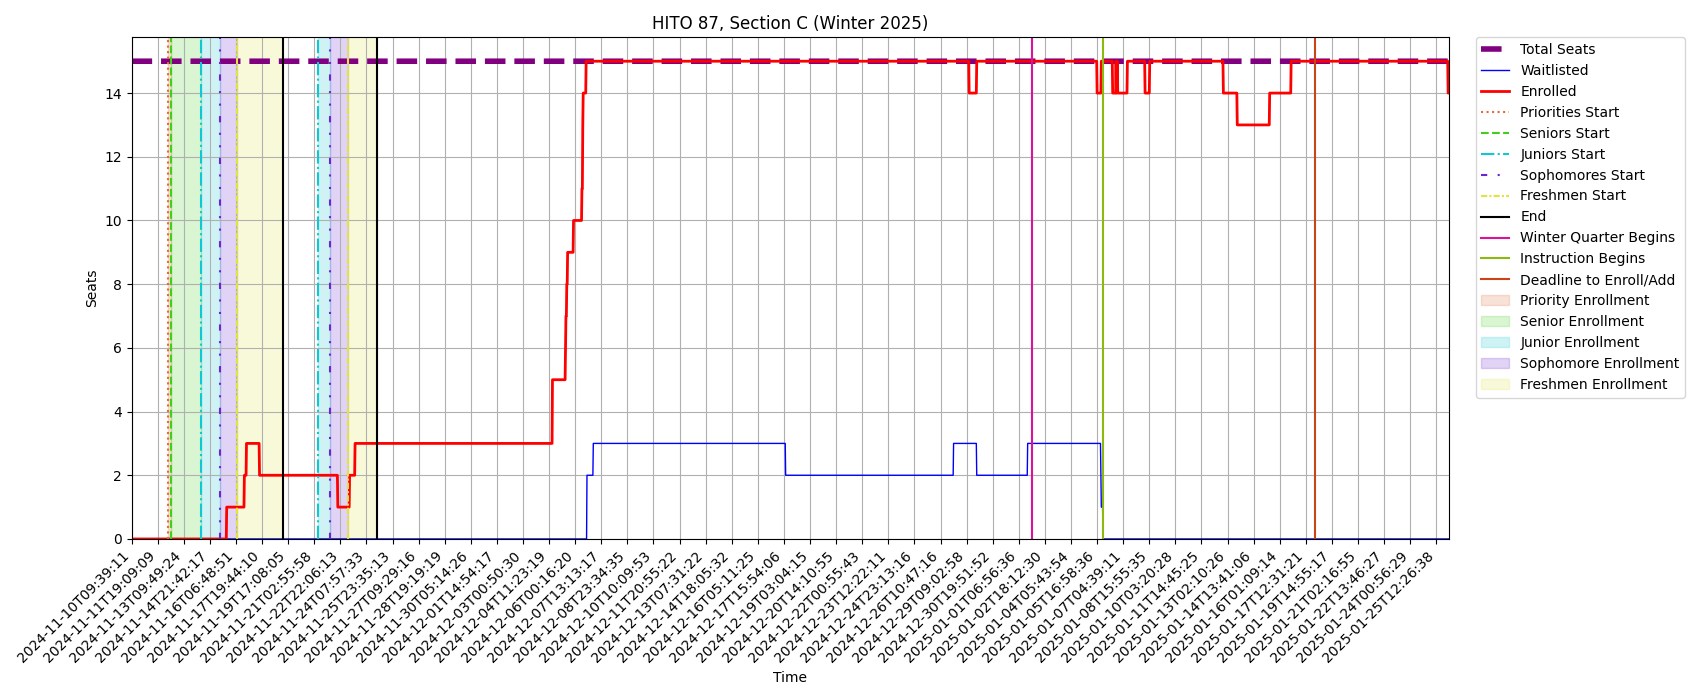 HITO 87, Section C (Winter 2025)
Seats
14
12
10
8
6
4
2
0
2024-11-10T09:39:11
2024-11-11T19:09:09
2024-11-13T09:49:24
2024-11-14T21:42:17
2024-11-16T06:48:51
2024-11-17T19:44:10
2024-11-19T17:08:05
2024-11-21T02:55:58
2024-11-22T22:06:13
2024-11-24T07:57:33
2024-11-25T23:35:13
2024-11-27T09:29:16
2024-11-28T19:19:19
2024-11-30T05:14:26
2024-12-01T14:54:17
2024-12-03T00:50:30
2024-12-04T11:23:19
2024-12-06T00:16:20
2024-12-07T13:13:17
2024-12-08T23:34:35
2024-12-10T10:09:53
2024-12-11T20:55:22
2024-12-13T07:31:22
2024-12-14T18:05:32
2024-12-16T05:11:25
2024-12-17T15:54:06
2024-12-19T03:04:15
2024-12-20T14:10:55
2024-12-22T00:55:43
2024-12-23T12:22:11
2024-12-24T23:13:16
2024-12-26T10:47:16
2024-12-29T09:02:58
2024-12-30T19:51:52
2025-01-01T06:56:36
2025-01-02T18:12:30
2025-01-04T05:43:54
2025-01-05T16:58:36
2025-01-07T04:39:11
2025-01-08T15:55:35
2025-01-10T03:20:28
2025-01-11T14:45:25
2025-01-13T02:10:26
2025-01-14T13:41:06
2025-01-16T01:09:14
2025-01-17T12:31:21
2025-01-19T14:55:17
2025-01-21T02:16:55
2025-01-22T13:46:27
2025-01-24T00:56:29
2025-01-25T12:26:38
Time
Total Seats
Waitlisted
Enrolled
Priorities Start
Seniors Start
Juniors Start
Sophomores Start
Freshmen Start
End
Winter Quarter Begins
Instruction Begins
Deadline to Enroll/Add
Priority Enrollment
Senior Enrollment
Junior Enrollment
Sophomore Enrollment
Freshmen Enrollment